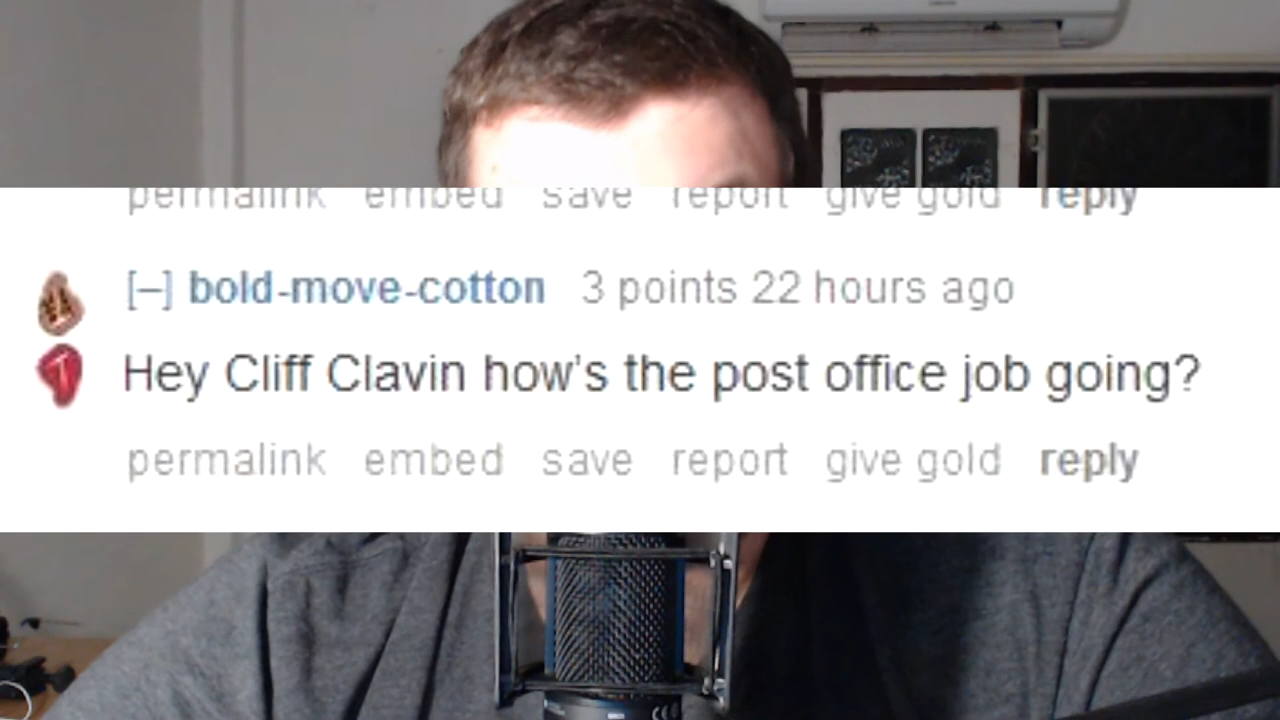 permalink embed save report give gold reply
[–] bold-move-cotton 3 points 22 hours ago
Hey Cliff Clavin how's the post office job going?
permalink embed save report give gold reply